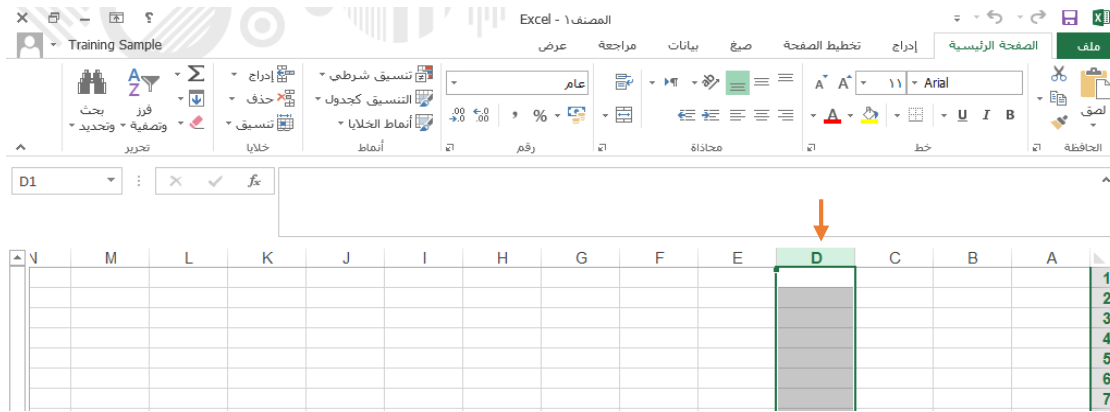 المصنف١ - Excel
ملف الصفحة الرئيسية إدراج تخطيط الصفحة صيغ بيانات مراجعة عرض Training Sample
لصق
Arial ١١
B I U
عام
% , .00 .0
تنسيق شرطي
التنسيق كجدول
أنماط الخلايا
إدراج
حذف
تنسيق
فرز وتصفية
بحث وتحديد
الحافظة خط محاذاة رقم أنماط خلايا تحرير
D1 fx
A B C D E F G H I J K L M N
1
2
3
4
5
6
7